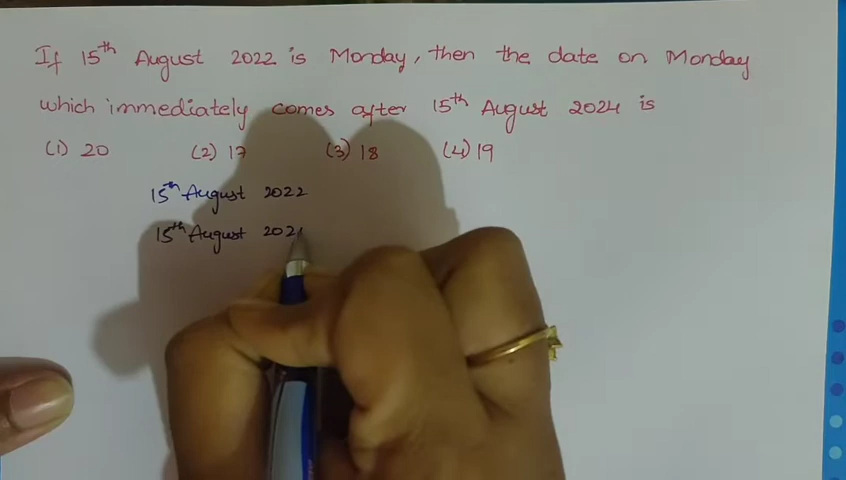 If 15th August 2022 is Monday, then the date on Monday
which immediately comes after 15th August 2024 is
(1) 20 (2) 17 (3) 18 (4) 19
15th August 2022
15th August